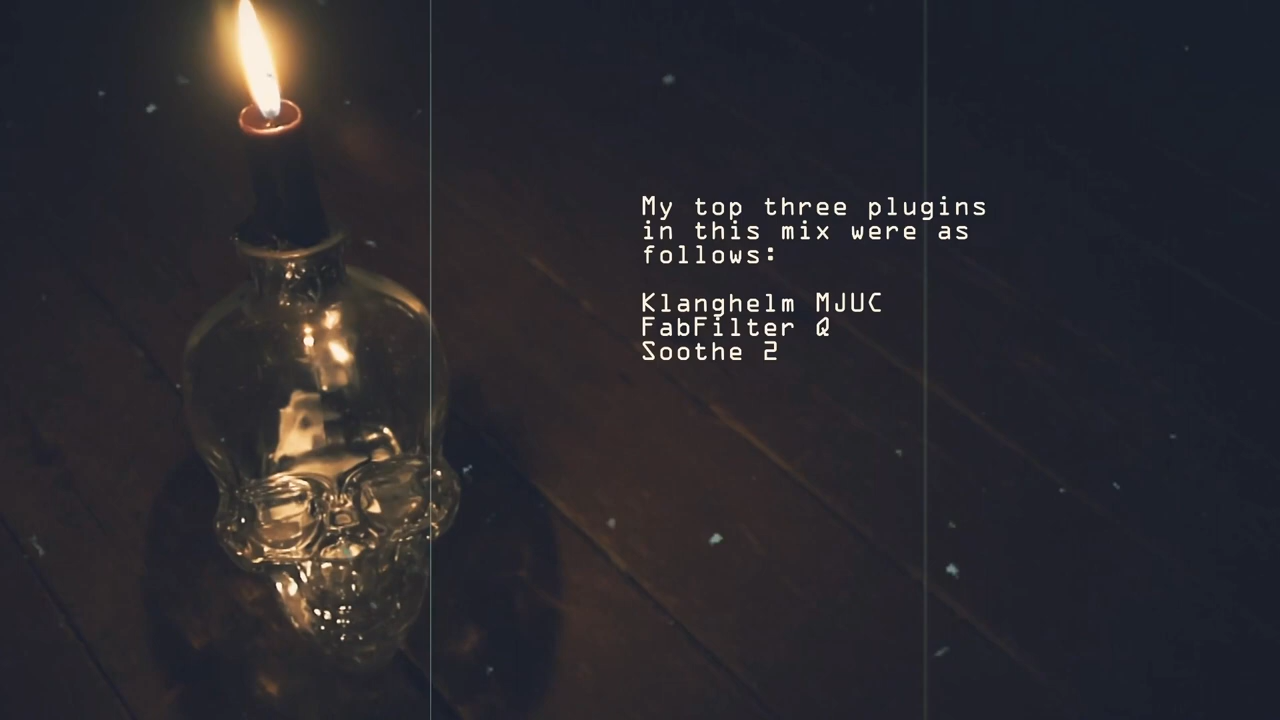 My top three plugins
in this mix were as
follows:
Klanghelm MJUC
FabFilter Q
Soothe 2